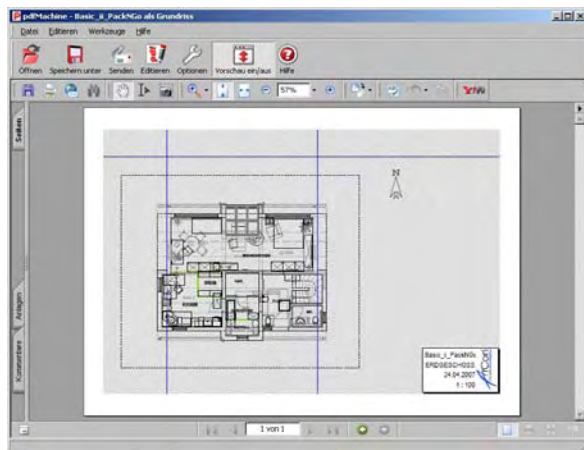 pdfMachine - Basic_ii_PackNGo als Grundriss
Datei Editieren Werkzeuge Hilfe
Öffnen Speichern unter Senden Editieren Optionen Vorschau ein/aus Hilfe
57%
Seiten
N
Anlagen
Kommentare
Basic_ii_PackNGo
ERDGESCHOSS
24.04.2007
1 : 100
1 von 1